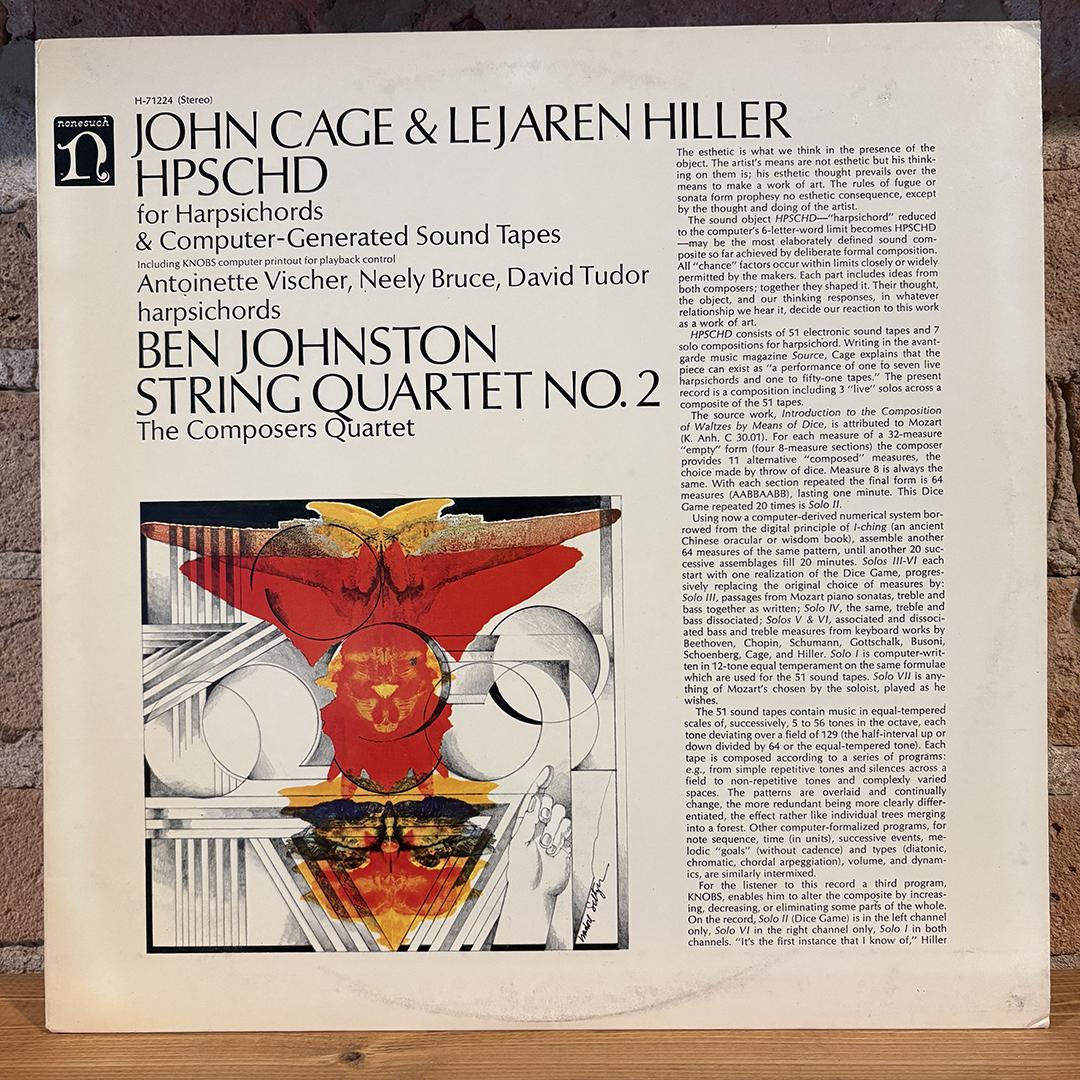 H-71224 (Stereo)
nonesuch
n
JOHN CAGE & LEJAREN HILLER
HPSCHD
for Harpsichords
& Computer-Generated Sound Tapes
Including KNOBS computer printout for playback control
Antoinette Vischer, Neely Bruce, David Tudor
harpsichords
BEN JOHNSTON
STRING QUARTET NO. 2
The Composers Quartet
The esthetic is what we think in the presence of the
object. The artist's means are not esthetic but his think-
ing on them is; his esthetic thought prevails over the
means to make a work of art. The rules of fugue or
sonata form prophesy no esthetic consequence, except
by the thought and doing of the artist.
The sound object HPSCHD—"harpsichord" reduced
to the computer's 6-letter-word limit becomes HPSCHD
—may be the most elaborately defined sound com-
posite so far achieved by deliberate formal composition.
All "chance" factors occur within limits closely or widely
permitted by the makers. Each part includes ideas from
both composers; together they shaped it. Their thought,
the object, and our thinking responses, in whatever
relationship we hear it, decide our reaction to this work
as a work of art.
HPSCHD consists of 51 electronic sound tapes and 7
solo compositions for harpsichord. Writing in the avant-
garde music magazine Source, Cage explains that the
piece can exist as "a performance of one to seven live
harpsichords and one to fifty-one tapes." The present
record is a composition including 3 "live" solos across a
composite of the 51 tapes.
The source work, Introduction to the Composition
of Waltzes by Means of Dice, is attributed to Mozart
(K. Anh. C 30.01). For each measure of a 32-measure
"empty" form (four 8-measure sections) the composer
provides 11 alternative "composed" measures, the
choice made by throw of dice. Measure 8 is always the
same. With each section repeated the final form is 64
measures (AABBAABB), lasting one minute. This Dice
Game repeated 20 times is Solo II.
Using now a computer-derived numerical system bor-
rowed from the digital principle of I-ching (an ancient
Chinese oracular or wisdom book), assemble another
64 measures of the same pattern, until another 20 suc-
cessive assemblages fill 20 minutes. Solos III-VI each
start with one realization of the Dice Game, progres-
sively replacing the original choice of measures by:
Solo III, passages from Mozart piano sonatas, treble and
bass together as written; Solo IV, the same, treble and
bass dissociated; Solos V & VI, associated and dissoci-
ated bass and treble measures from keyboard works by
Beethoven, Chopin, Schumann, Gottschalk, Busoni,
Schoenberg, Cage, and Hiller. Solo I is computer-writ-
ten in 12-tone equal temperament on the same formulae
which are used for the 51 sound tapes. Solo VII is any-
thing of Mozart's chosen by the soloist, played as he
wishes.
The 51 sound tapes contain music in equal-tempered
scales of, successively, 5 to 56 tones in the octave, each
tone deviating over a field of 129 (the half-interval up or
down divided by 64 or the equal-tempered tone). Each
tape is composed according to a series of programs:
e.g., from simple repetitive tones and silences across a
field to non-repetitive tones and complexly varied
spaces. The patterns are overlaid and continually
change, the more redundant being more clearly differ-
entiated, the effect rather like individual trees merging
into a forest. Other computer-formalized programs, for
note sequence, time (in units), successive events, me-
lodic "goals" (without cadence) and types (diatonic,
chromatic, chordal arpeggiation), volume, and dynam-
ics, are similarly intermixed.
For the listener to this record a third program,
KNOBS, enables him to alter the composite by increas-
ing, decreasing, or eliminating some parts of the whole.
On the record, Solo II (Dice Game) is in the left channel
only, Solo VI in the right channel only, Solo I in both
channels. "It's the first instance that I know of," Hiller